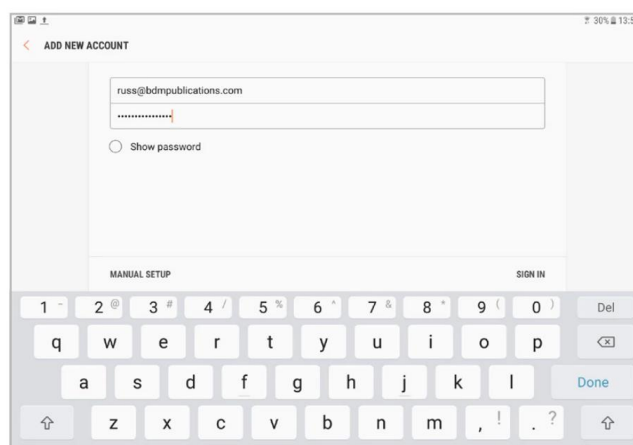 30% 13:5
< ADD NEW ACCOUNT
russ@bdmpublications.com
••••••••••••••••
Show password
MANUAL SETUP SIGN IN
1 - 2 @ 3 # 4 / 5 % 6 ^ 7 & 8 * 9 ( 0 ) Del
q w e r t y u i o p
a s d f g h j k l Done
z x c v b n m , ! . ?